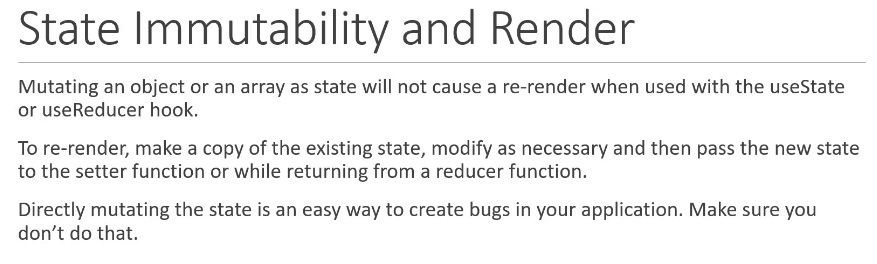 State Immutability and Render
Mutating an object or an array as state will not cause a re-render when used with the useState
or useReducer hook.
To re-render, make a copy of the existing state, modify as necessary and then pass the new state
to the setter function or while returning from a reducer function.
Directly mutating the state is an easy way to create bugs in your application. Make sure you
don’t do that.